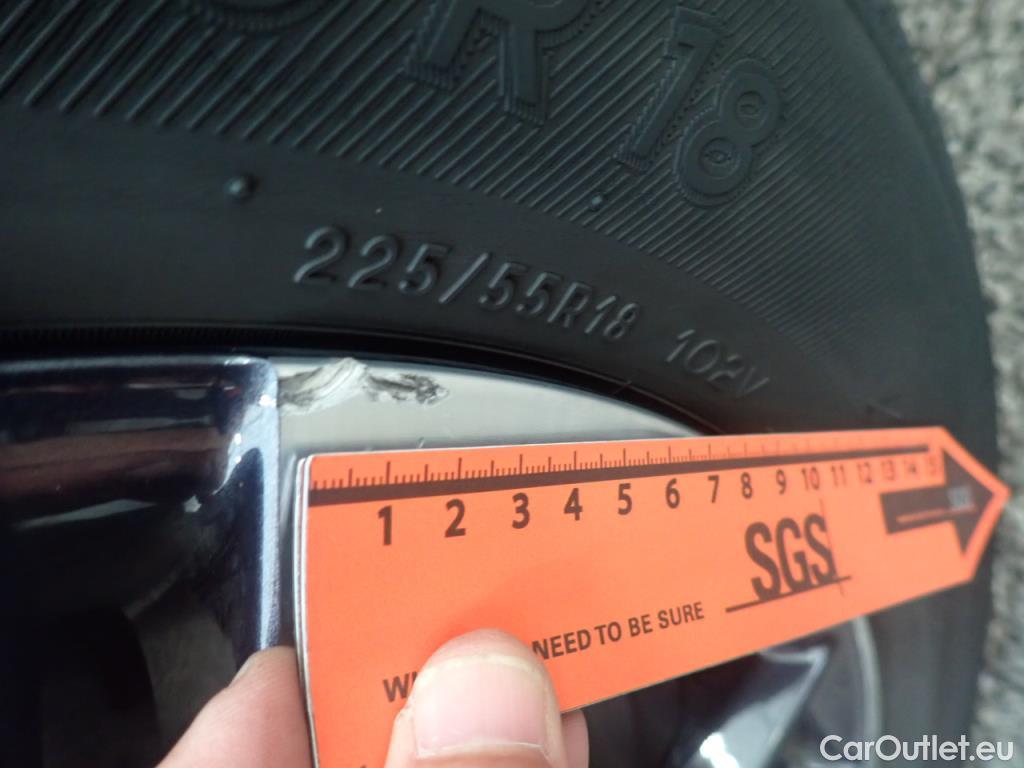 R 18
225/55R18 102V
1 2 3 4 5 6 7 8 9 10 11 12 13 14 15
SGS
NEED TO BE SURE
CarOutlet.eu